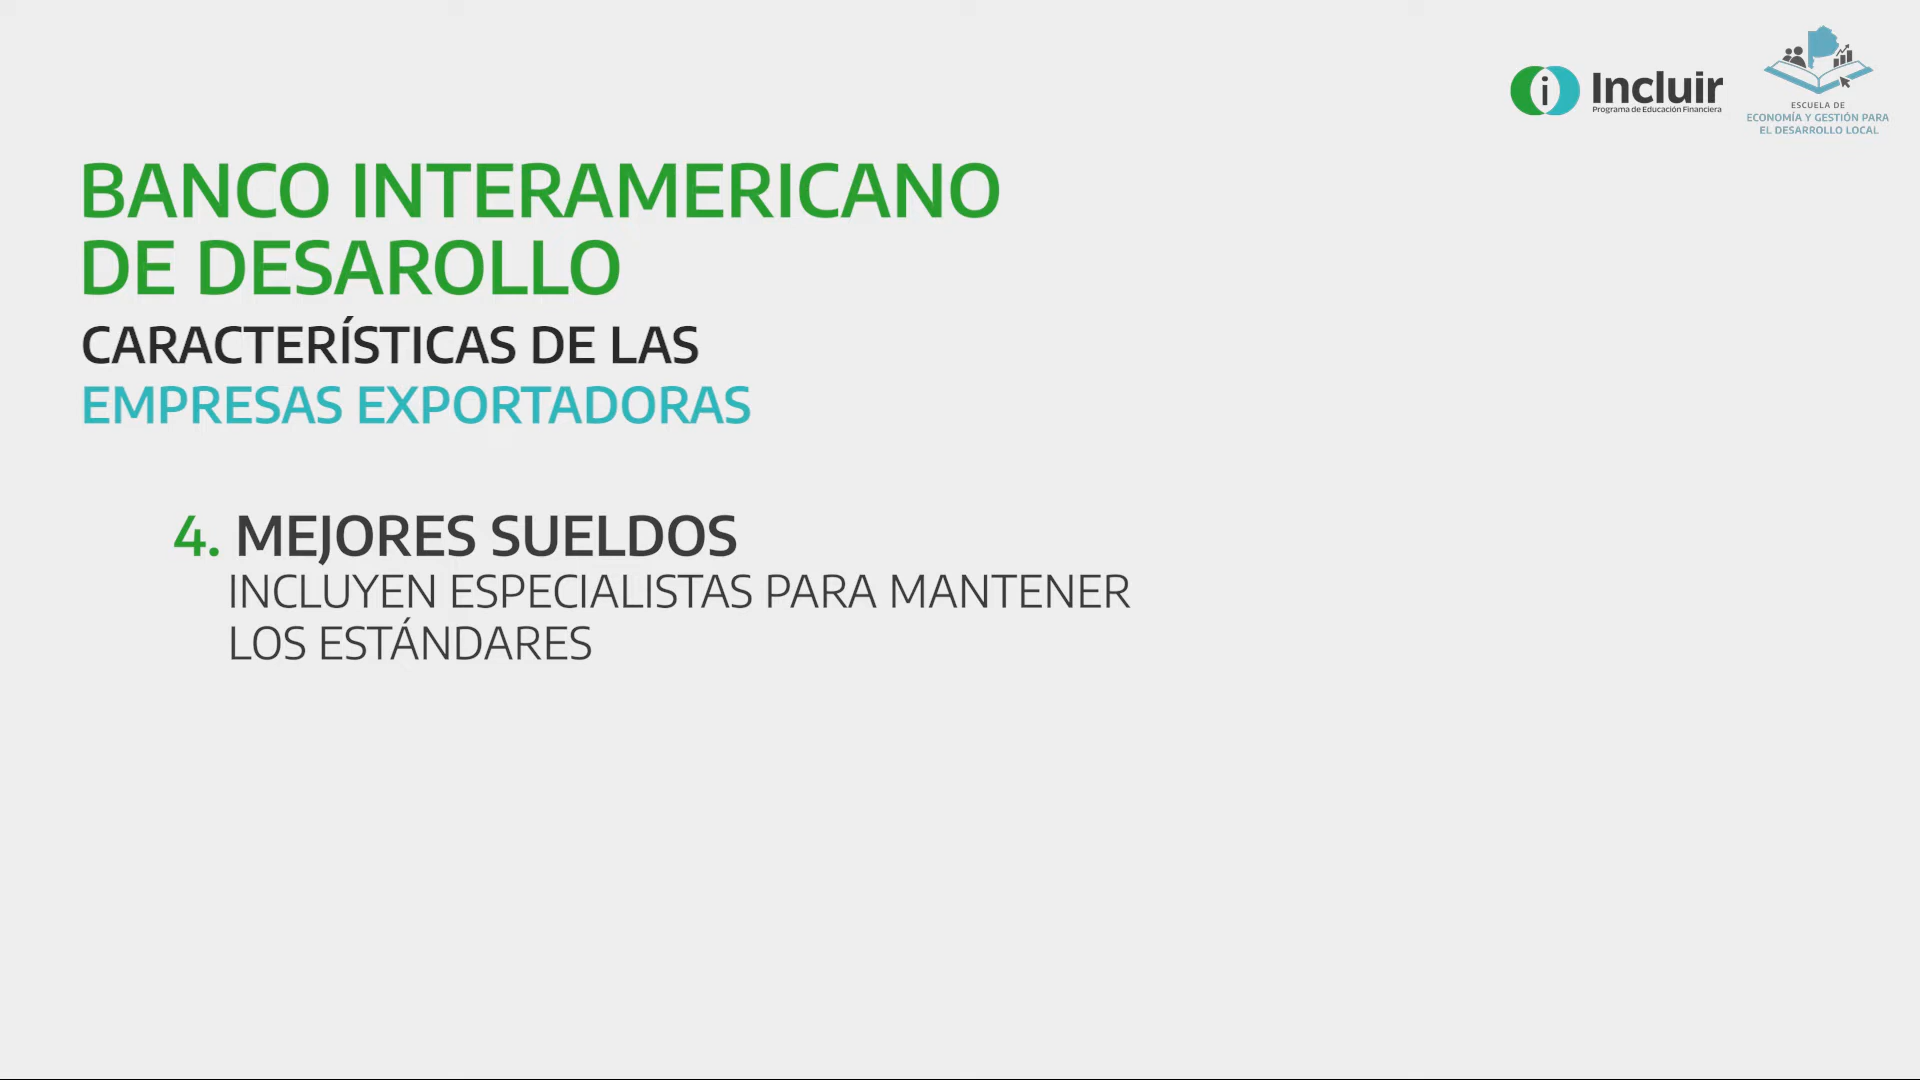 Incluir
Programa de Educación Financiera
ESCUELA DE
ECONOMÍA Y GESTIÓN PARA
EL DESARROLLO LOCAL
BANCO INTERAMERICANO
DE DESAROLLO
CARACTERÍSTICAS DE LAS
EMPRESAS EXPORTADORAS
4. MEJORES SUELDOS
INCLUYEN ESPECIALISTAS PARA MANTENER
LOS ESTÁNDARES